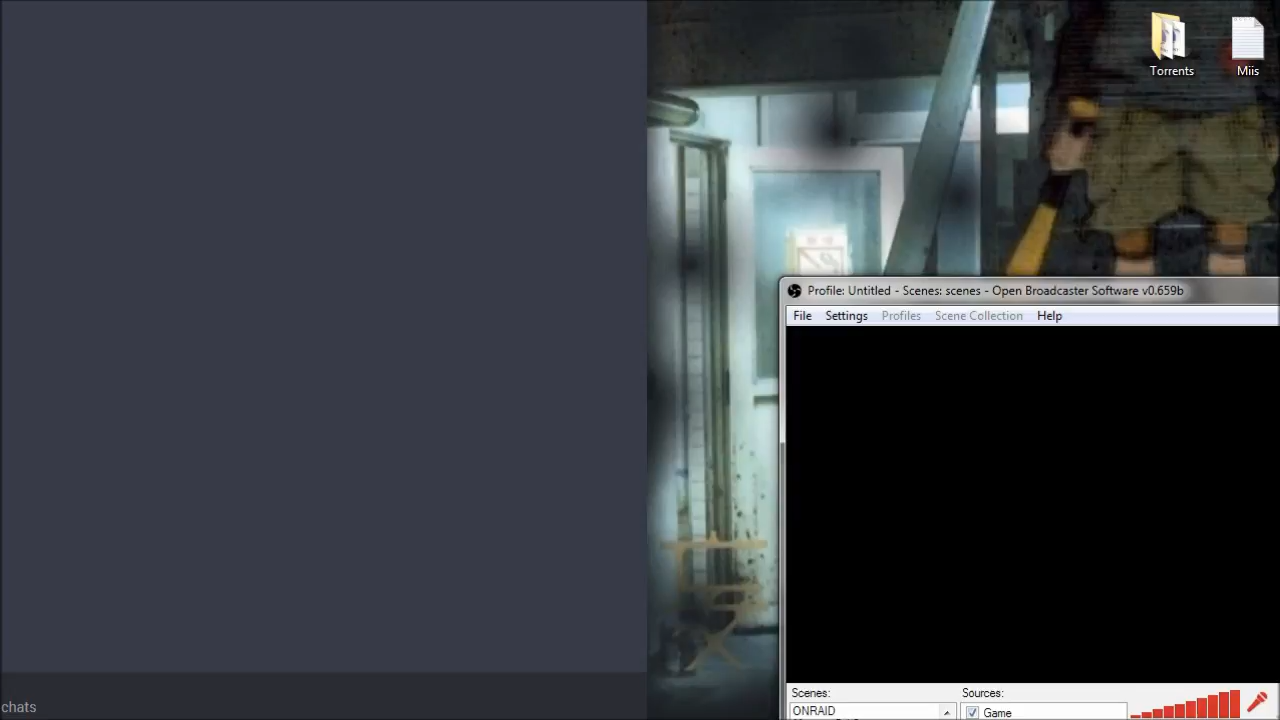 Torrents
Miis
Profile: Untitled - Scenes: scenes - Open Broadcaster Software v0.659b
File Settings Profiles Scene Collection Help
Scenes:
Sources:
ONRAID
Game
chats